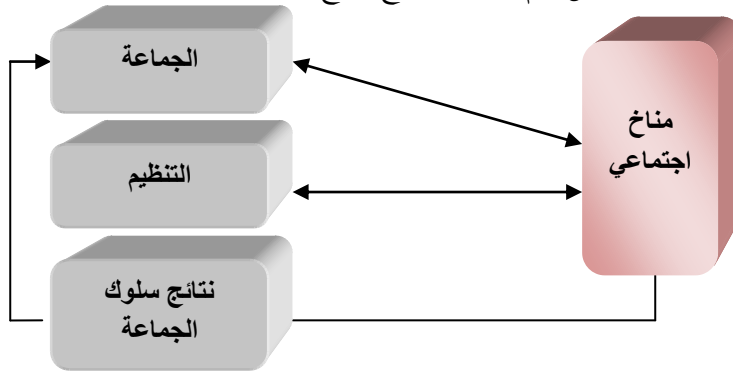 الجماعة
مناخ
اجتماعي
التنظيم
نتائج سلوك
الجماعة